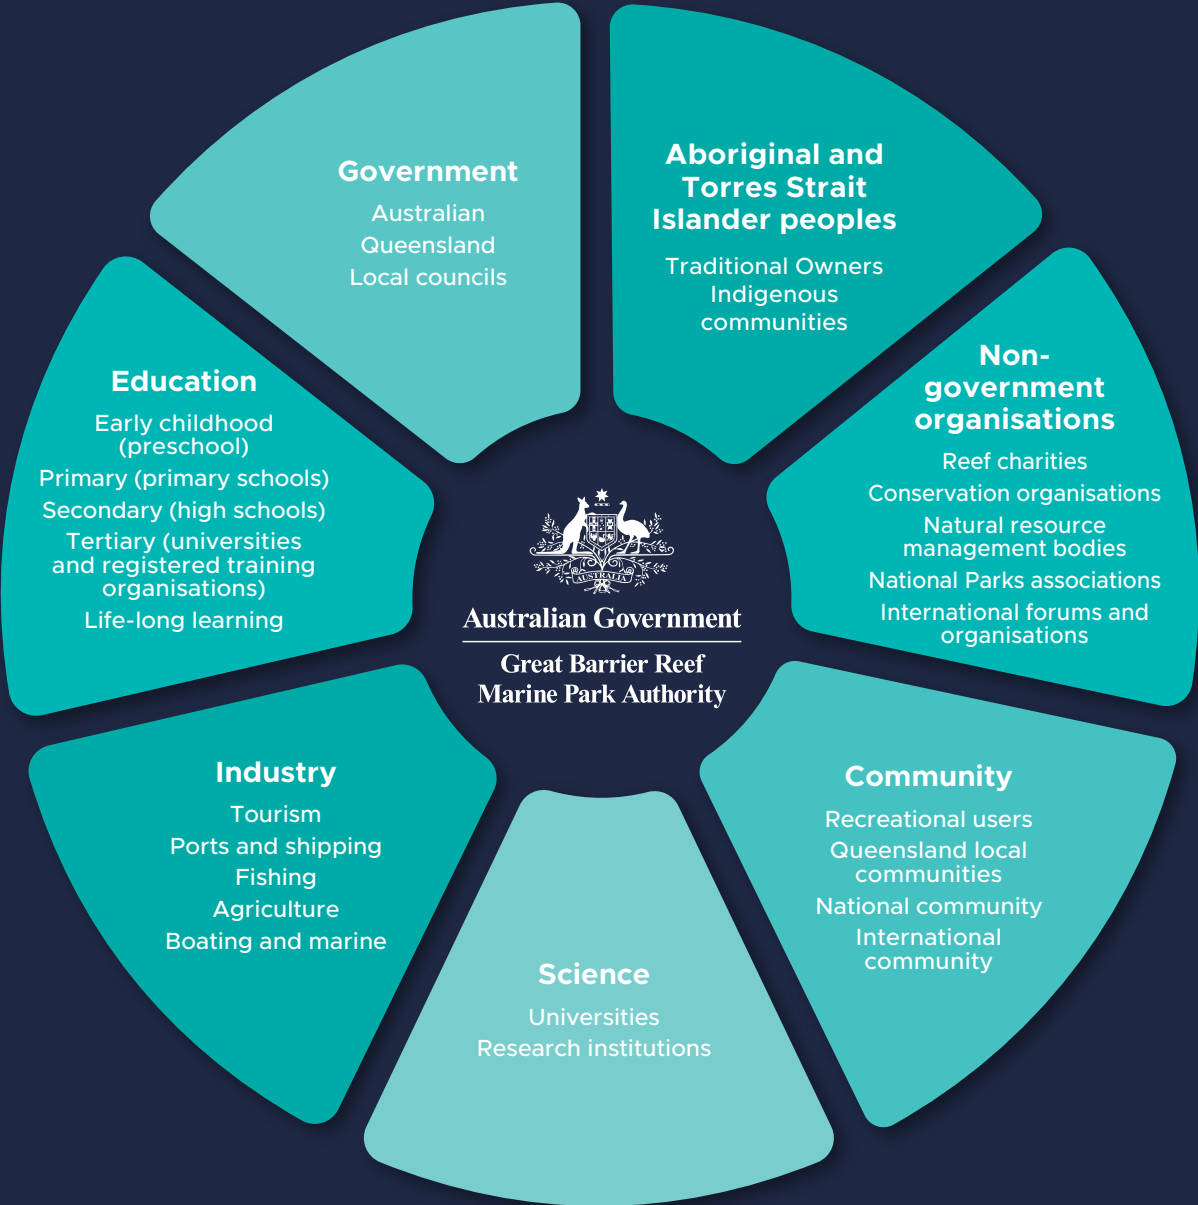 Government
Australian
Queensland
Local councils
Aboriginal and
Torres Strait
Islander peoples
Traditional Owners
Indigenous
communities
Non-
government
organisations
Reef charities
Conservation organisations
Natural resource
management bodies
National Parks associations
International forums and
organisations
Community
Recreational users
Queensland local
communities
National community
International
community
Science
Universities
Research institutions
Industry
Tourism
Ports and shipping
Fishing
Agriculture
Boating and marine
Education
Early childhood
(preschool)
Primary (primary schools)
Secondary (high schools)
Tertiary (universities
and registered training
organisations)
Life-long learning
AUSTRALIA
Australian Government
Great Barrier Reef
Marine Park Authority